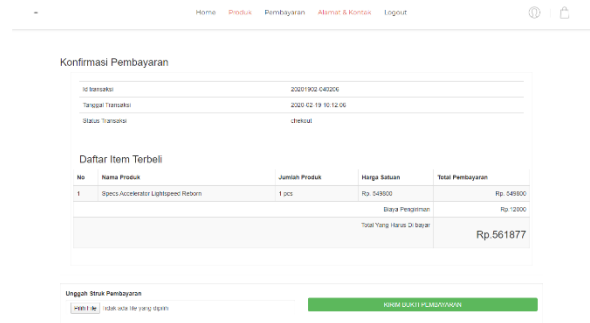 Home Produk Pembayaran Alamat & Kontak Logout
Konfirmasi Pembayaran
Id transaksi 20201902-040206
Tanggal Transaksi 2020-02-19 10:12:06
Status Transaksi chekout
Daftar Item Terbeli
No Nama Produk Jumlah Produk Harga Satuan Total Pembayaran
1 Specs Accelerator Lightspeed Reborn 1 pcs Rp. 549800 Rp. 549800
Biaya Pengiriman Rp.12000
Total Yang Harus Di bayar Rp.561877
Unggah Struk Pembayaran
Pilih File Tidak ada file yang dipilih KIRIM BUKTI PEMBAYARAN